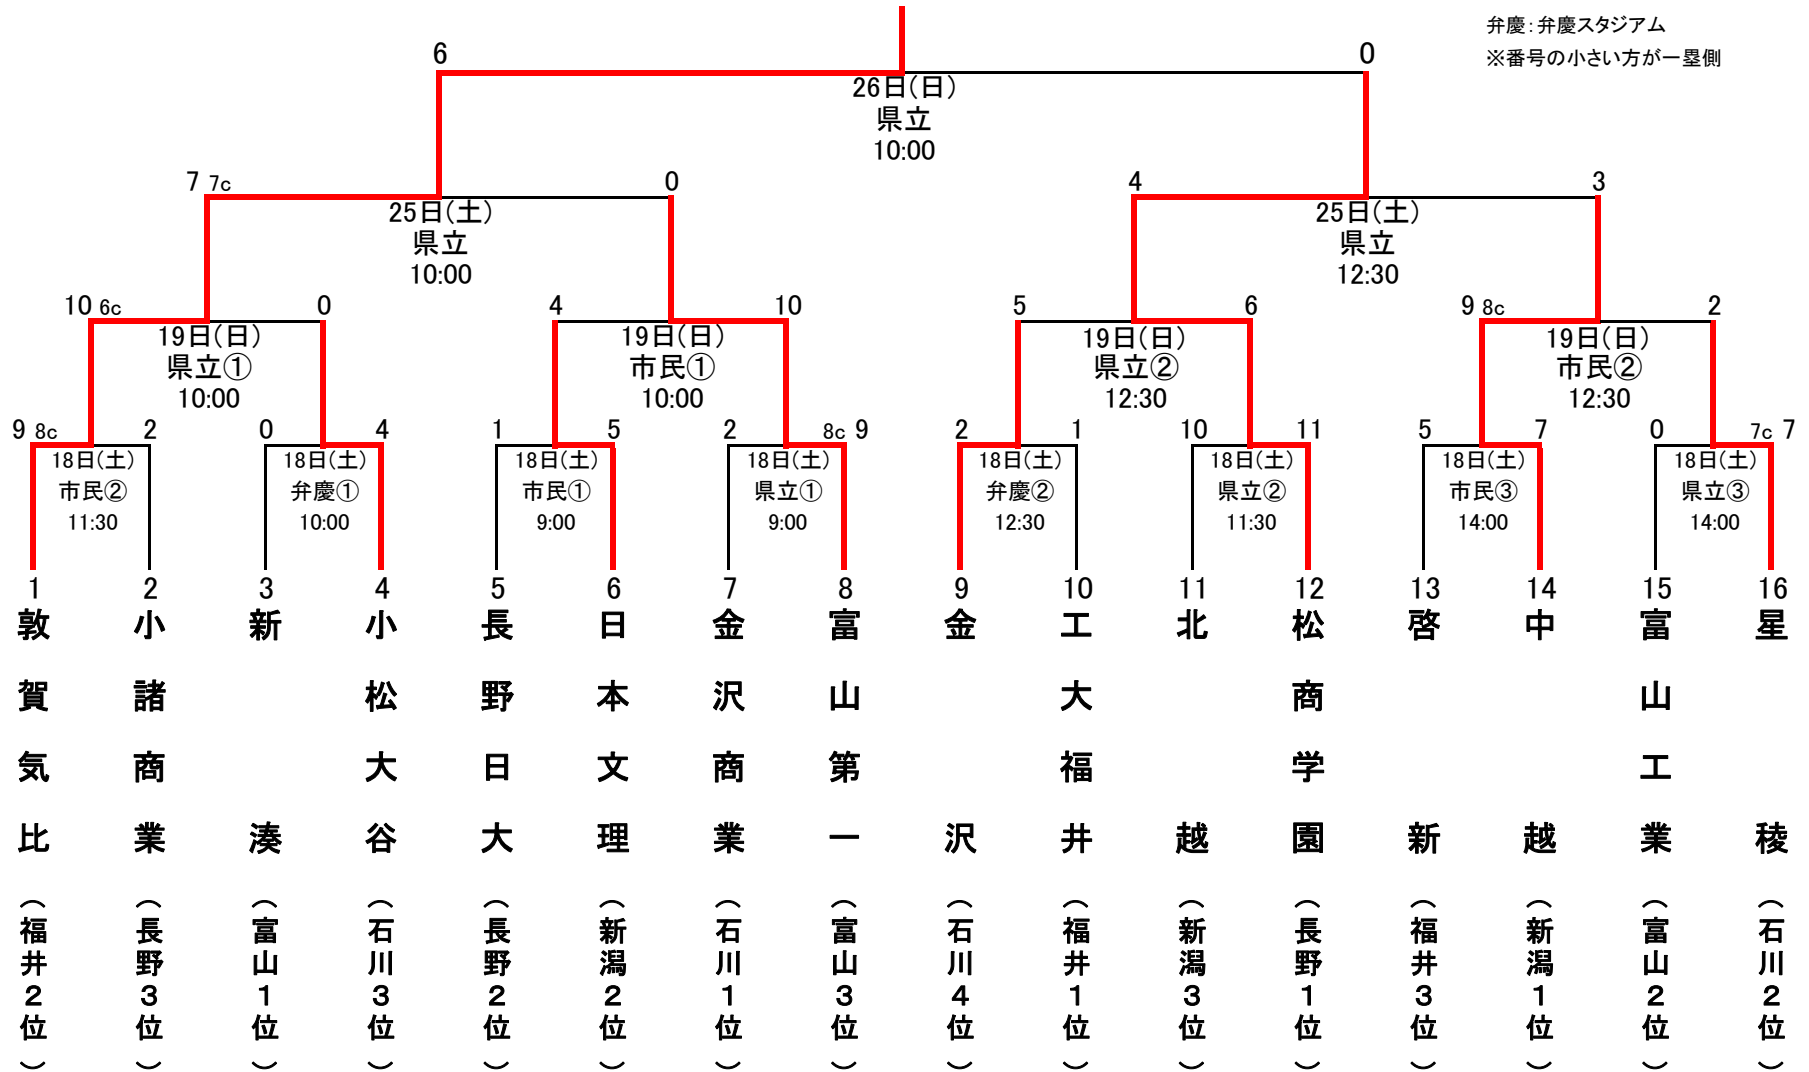 弁慶：弁慶スタジアム
※番号の小さい方が一塁側
6
0
26日（日）
県立
10:00
7 7c
0
4
3
25日（土）
県立
10:00
25日（土）
県立
12:30
10 6c
0
4
10
5
6
9 8c
2
19日（日）
県立①
10:00
19日（日）
市民①
10:00
19日（日）
県立②
12:30
19日（日）
市民②
12:30
9 8c
2
0
4
1
5
2
8c 9
2
1
10
11
5
7
0
7c 7
18日（土）
市民②
11:30
18日（土）
弁慶①
10:00
18日（土）
市民①
9:00
18日（土）
県立①
9:00
18日（土）
弁慶②
12:30
18日（土）
県立②
11:30
18日（土）
市民③
14:00
18日（土）
県立③
14:00
1
敦賀気比
（福井２位）
2
小諸商業
（長野３位）
3
新湊
（富山１位）
4
小松大谷
（石川３位）
5
長野日大
（長野２位）
6
日本文理
（新潟２位）
7
金沢商業
（石川１位）
8
富山第一
（富山３位）
9
金沢
（石川４位）
10
工大福井
（福井１位）
11
北越
（新潟３位）
12
松商学園
（長野１位）
13
啓新
（福井３位）
14
中越
（新潟１位）
15
富山工業
（富山２位）
16
星稜
（石川２位）